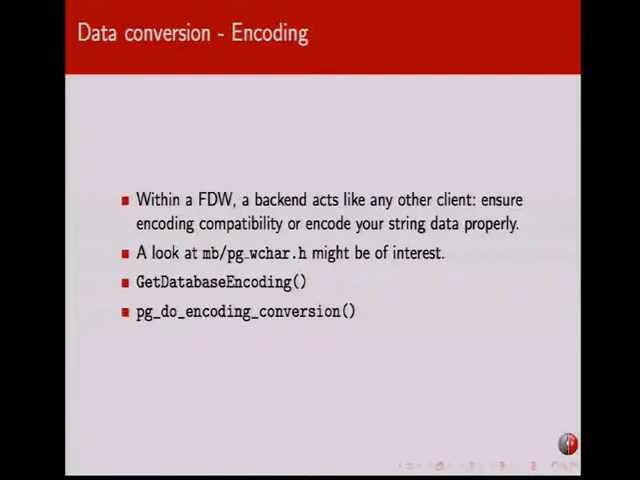 Data conversion - Encoding
Within a FDW, a backend acts like any other client: ensure
encoding compatibility or encode your string data properly.
A look at mb/pg_wchar.h might be of interest.
GetDatabaseEncoding()
pg_do_encoding_conversion()